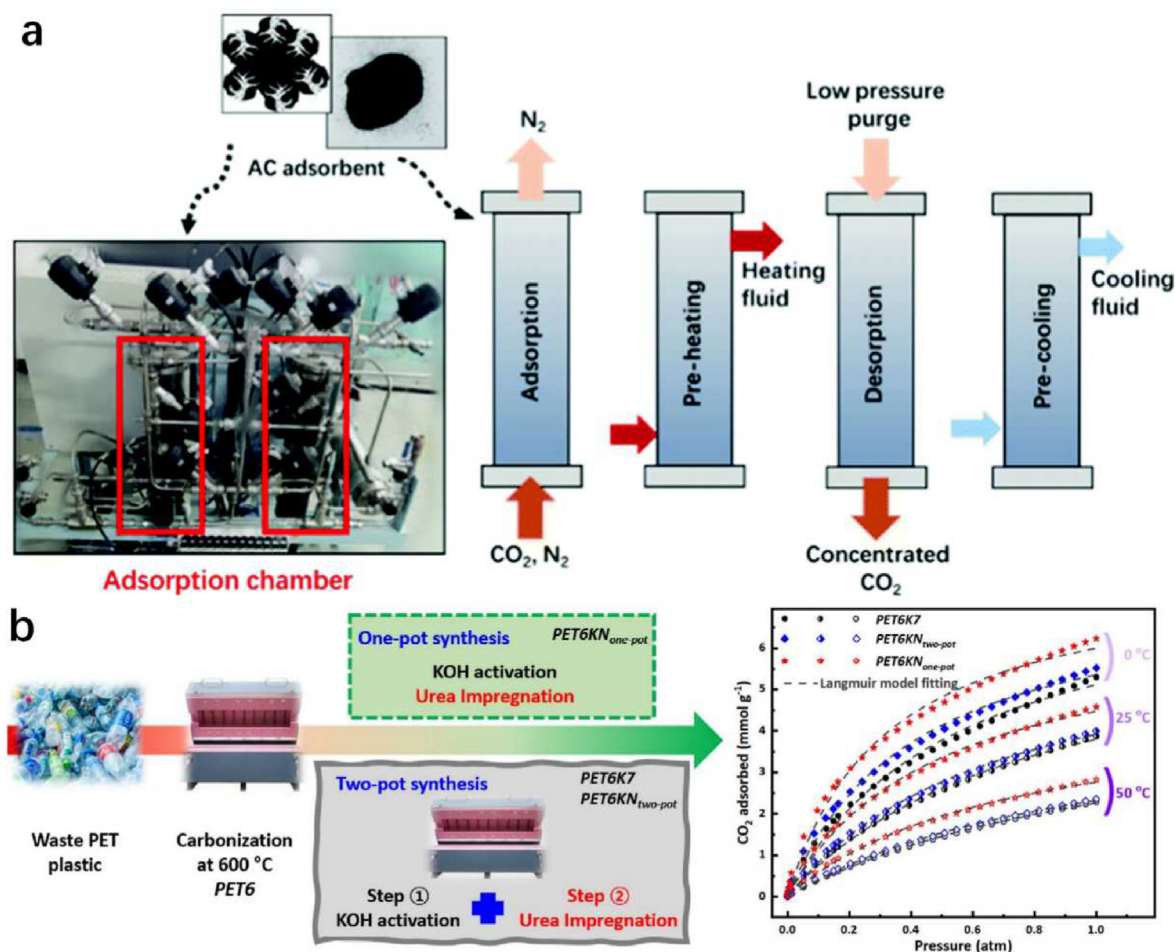 a
AC adsorbent
Adsorption chamber
N₂
Adsorption
CO₂, N₂
Pre-heating
Heating
fluid
Low pressure
purge
Desorption
Concentrated
CO₂
Pre-cooling
Cooling
fluid
b
Waste PET
plastic
Carbonization
at 600 °C
PET6
One-pot synthesis PET6KNone-pot
KOH activation
Urea Impregnation
Two-pot synthesis PET6K7
PET6KNtwo-pot
Step ①
KOH activation
Step ②
Urea Impregnation
CO₂ adsorbed (mmol g⁻¹)
6
5
4
3
2
1
0
PET6K7
PET6KNtwo-pot
PET6KNone-pot
Langmuir model fitting
0 °C
25 °C
50 °C
0.0 0.2 0.4 0.6 0.8 1.0
Pressure (atm)